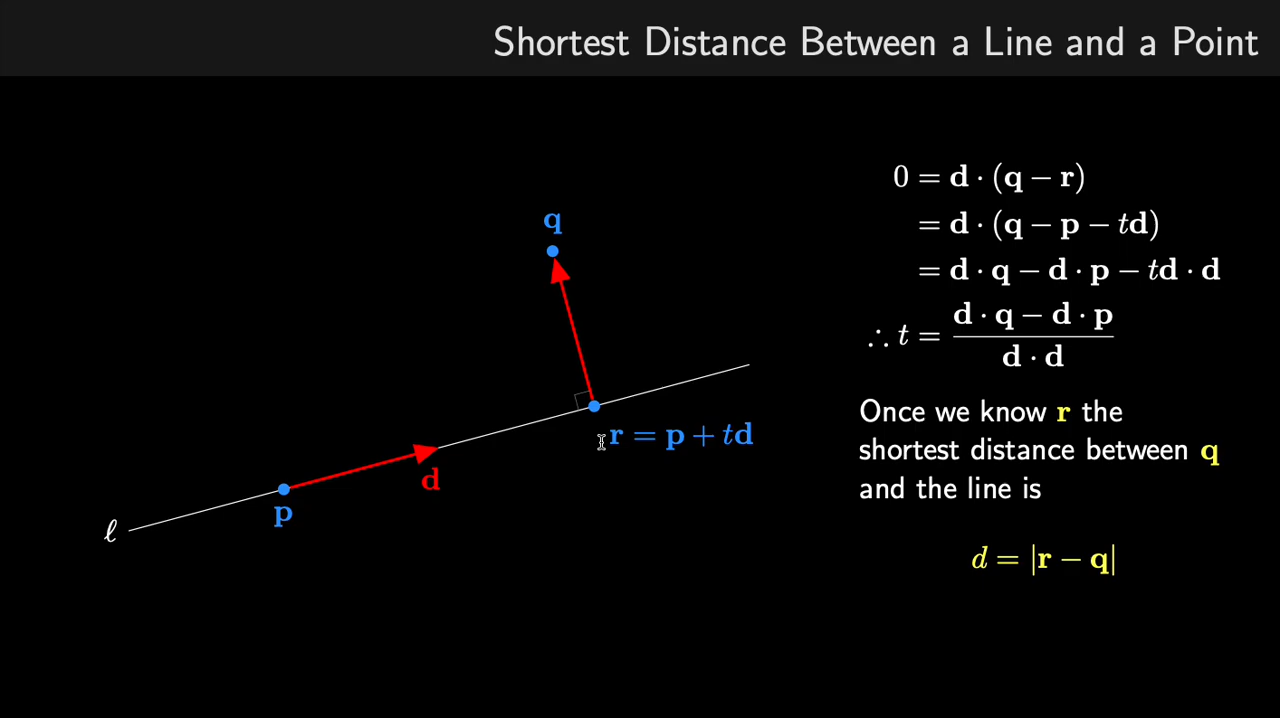 Shortest Distance Between a Line and a Point
0 = d · (q − r)
= d · (q − p − td)
= d · q − d · p − td · d
∴ t = (d · q − d · p) / (d · d)
Once we know r the
shortest distance between q
and the line is
d = |r − q|
q
r = p + td
d
p
ℓ